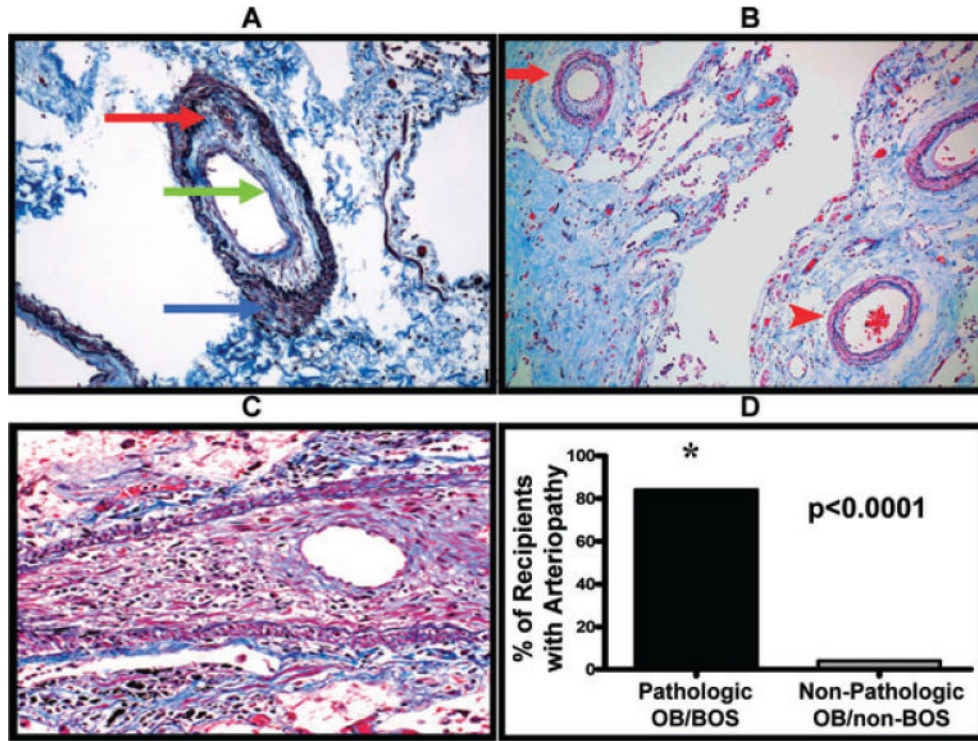 A
B
C
D
% of Recipients
with Arteriopathy
100
80
60
40
20
0
*
p<0.0001
Pathologic
OB/BOS
Non-Pathologic
OB/non-BOS